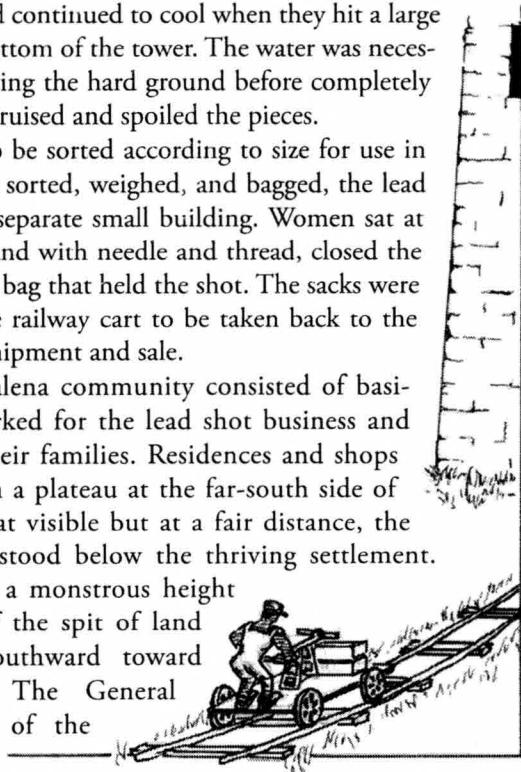 d continued to cool when they hit a large
ttom of the tower. The water was neces-
ing the hard ground before completely
ruised and spoiled the pieces.
o be sorted according to size for use in
sorted, weighed, and bagged, the lead
separate small building. Women sat at
nd with needle and thread, closed the
bag that held the shot. The sacks were
e railway cart to be taken back to the
hipment and sale.
alena community consisted of basi-
rked for the lead shot business and
eir families. Residences and shops
n a plateau at the far-south side of
at visible but at a fair distance, the
stood below the thriving settlement.
a monstrous height
f the spit of land
outhward toward
The General
of the